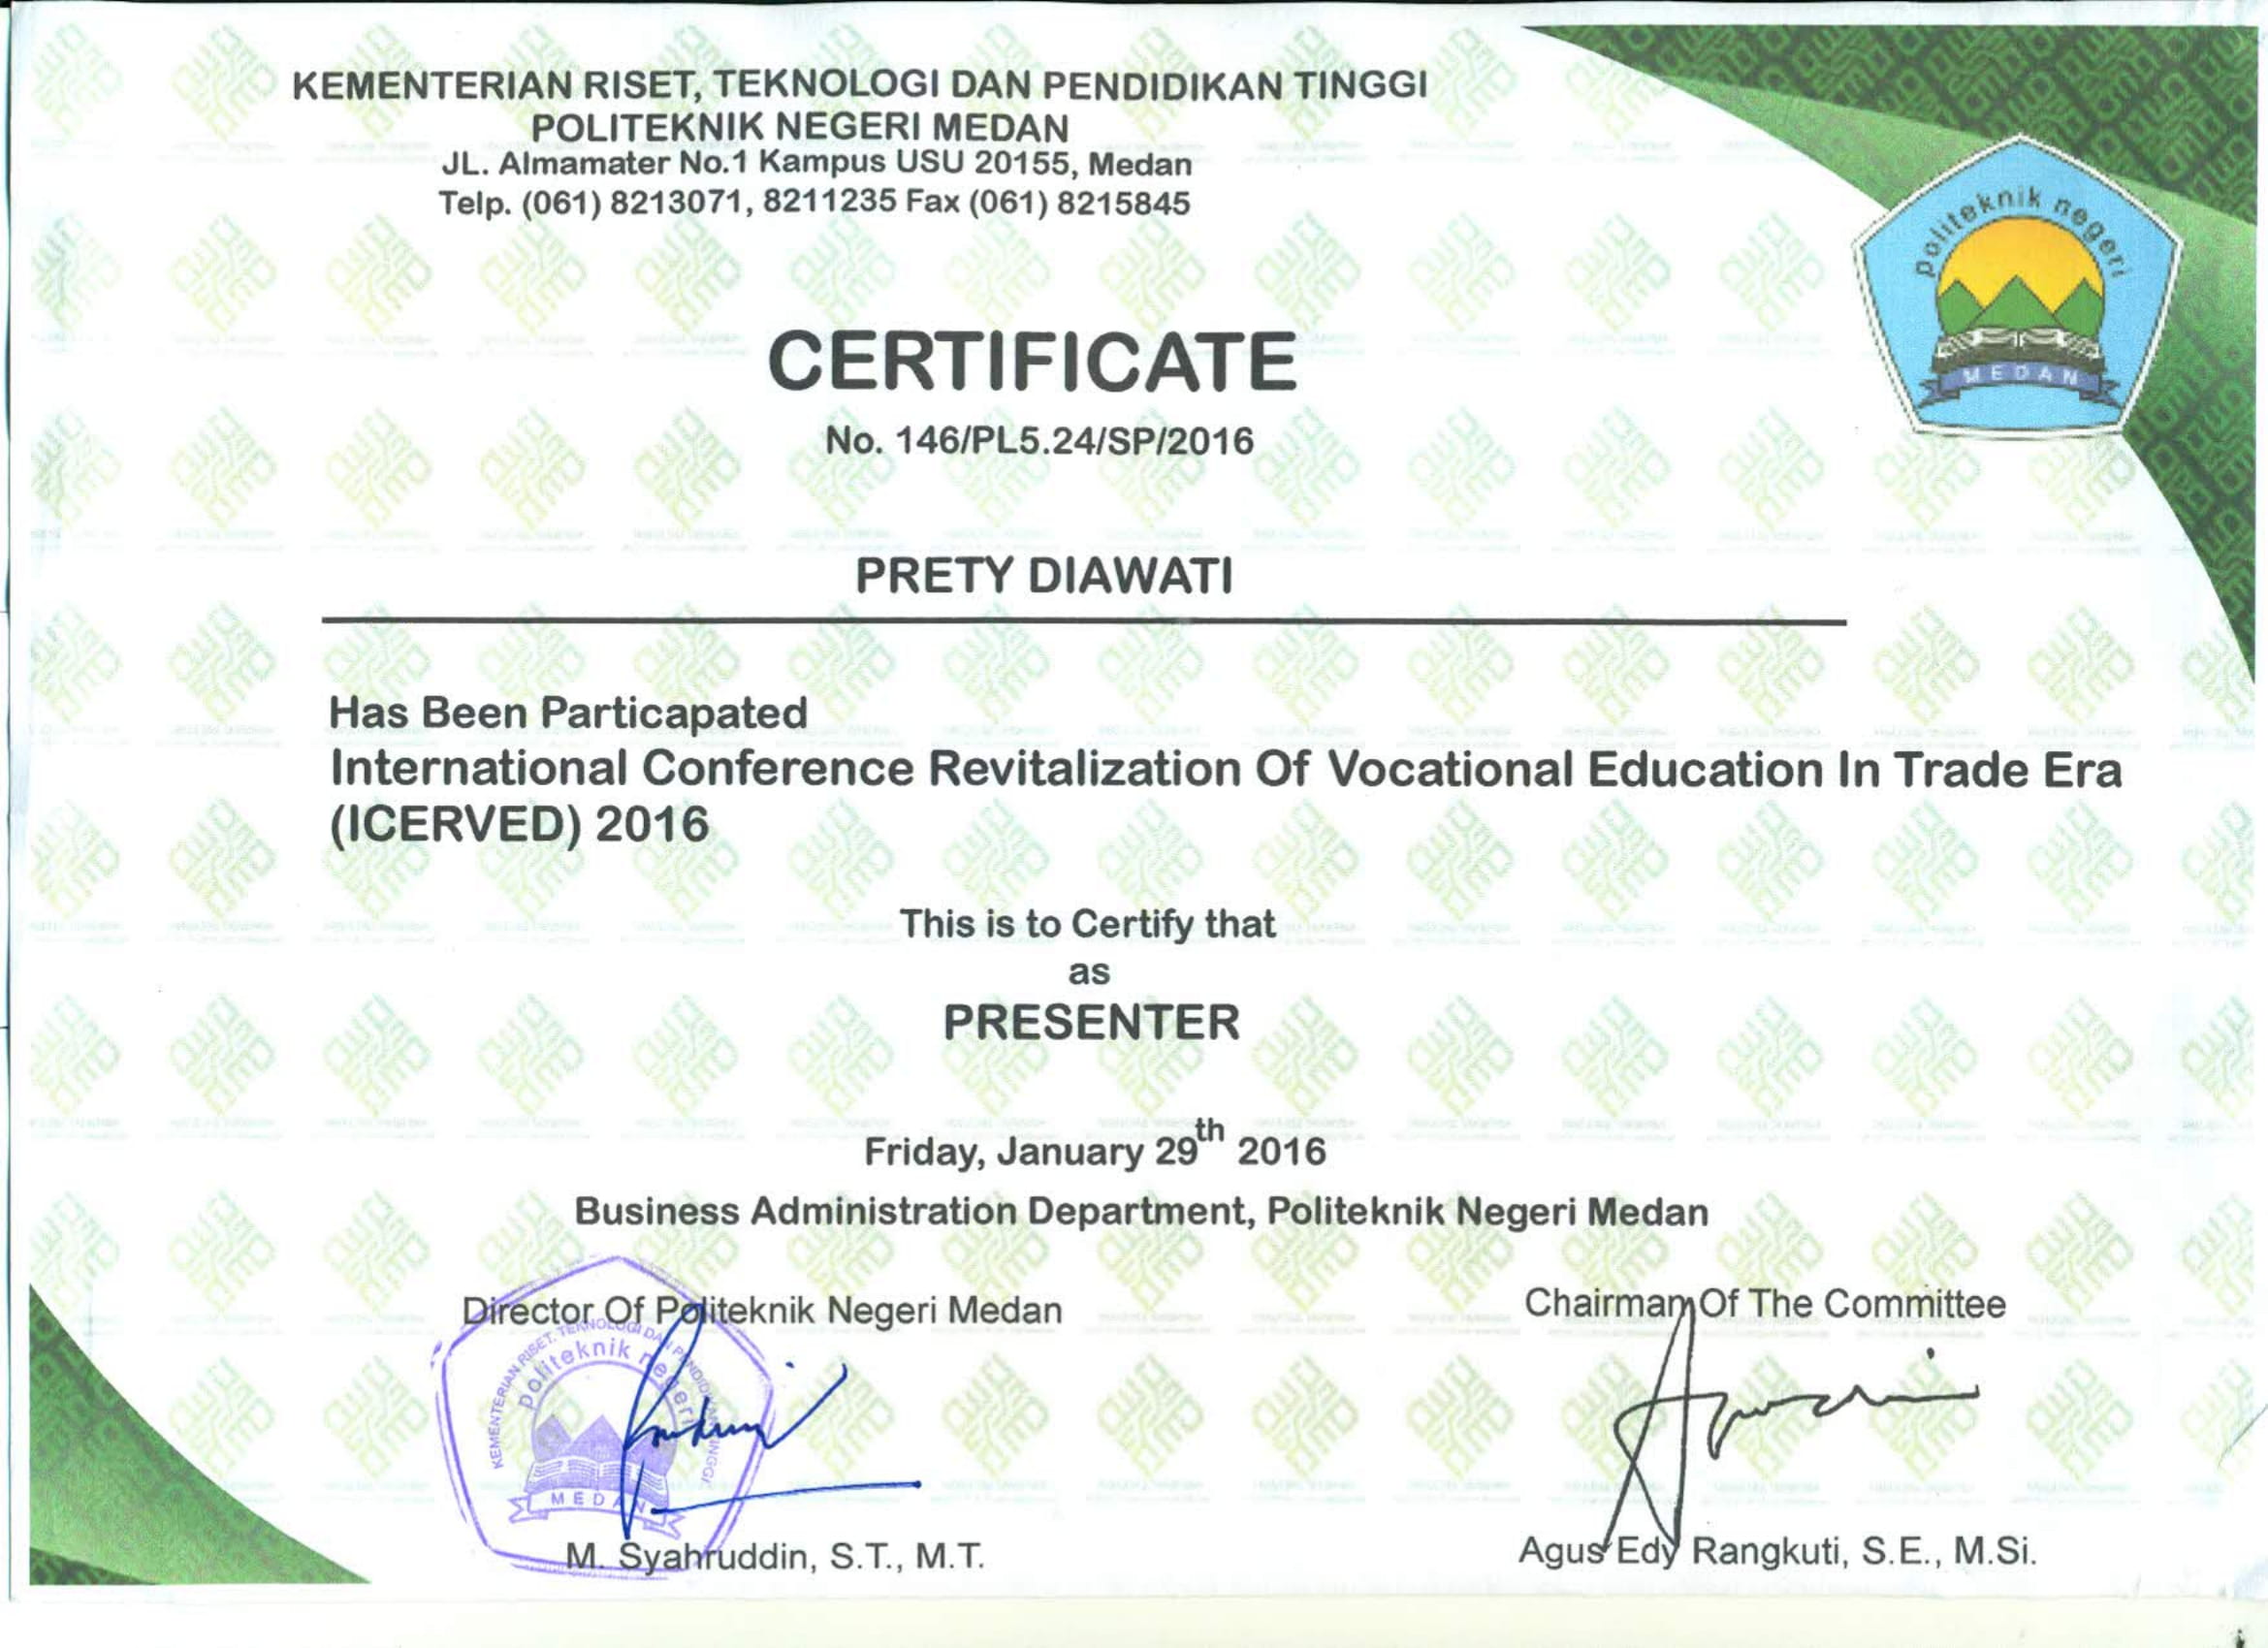 KEMENTERIAN RISET, TEKNOLOGI DAN PENDIDIKAN TINGGI
POLITEKNIK NEGERI MEDAN
JL. Almamater No.1 Kampus USU 20155, Medan
Telp. (061) 8213071, 8211235 Fax (061) 8215845
politeknik negeri
MEDAN
CERTIFICATE
No. 146/PL5.24/SP/2016
PRETY DIAWATI
Has Been Particapated
International Conference Revitalization Of Vocational Education In Trade Era
(ICERVED) 2016
This is to Certify that
as
PRESENTER
Friday, January 29th 2016
Business Administration Department, Politeknik Negeri Medan
Director Of Politeknik Negeri Medan
KEMENTERIAN RISET, TEKNOLOGI DAN PENDIDIKAN TINGGI
politeknik negeri
MEDAN
M. Syahruddin, S.T., M.T.
Chairman Of The Committee
Agus Edy Rangkuti, S.E., M.Si.